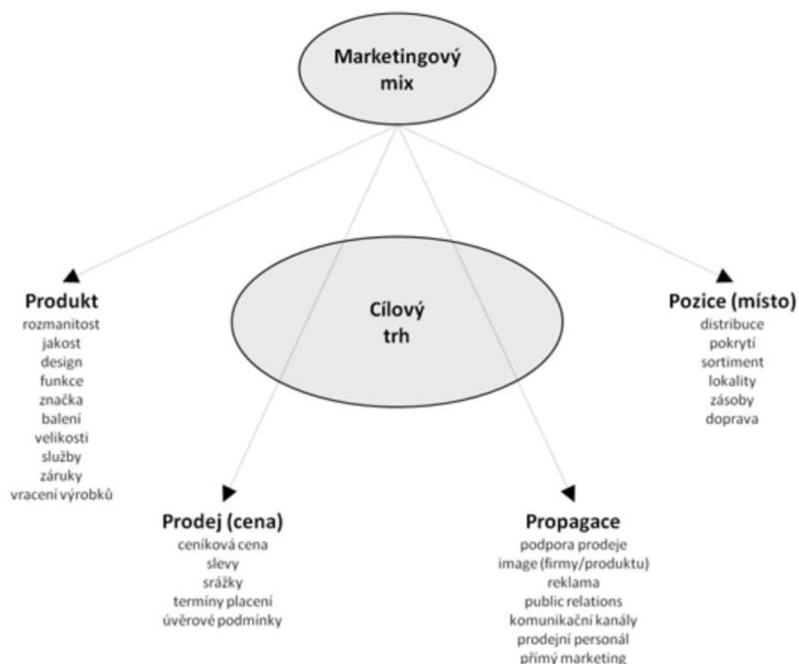 Marketingový
mix
Cílový
trh
Produkt
rozmanitost
jakost
design
funkce
značka
balení
velikosti
služby
záruky
vracení výrobků
Pozice (místo)
distribuce
pokrytí
sortiment
lokality
zásoby
doprava
Prodej (cena)
ceníková cena
slevy
srážky
termíny placení
úvěrové podmínky
Propagace
podpora prodeje
image (firmy/produktu)
reklama
public relations
komunikační kanály
prodejní personál
přímý marketing